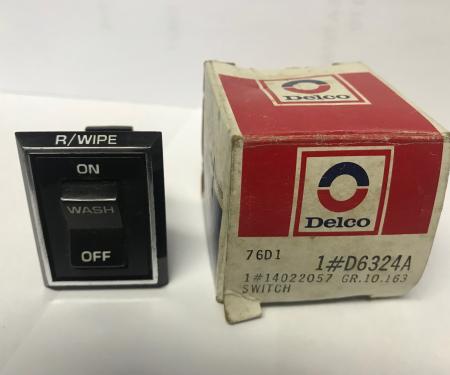 R/WIPE
ON
WASH
OFF
Delco
Delco
76D1
1#D6324A
1#14022057 GR.10.163
SWITCH